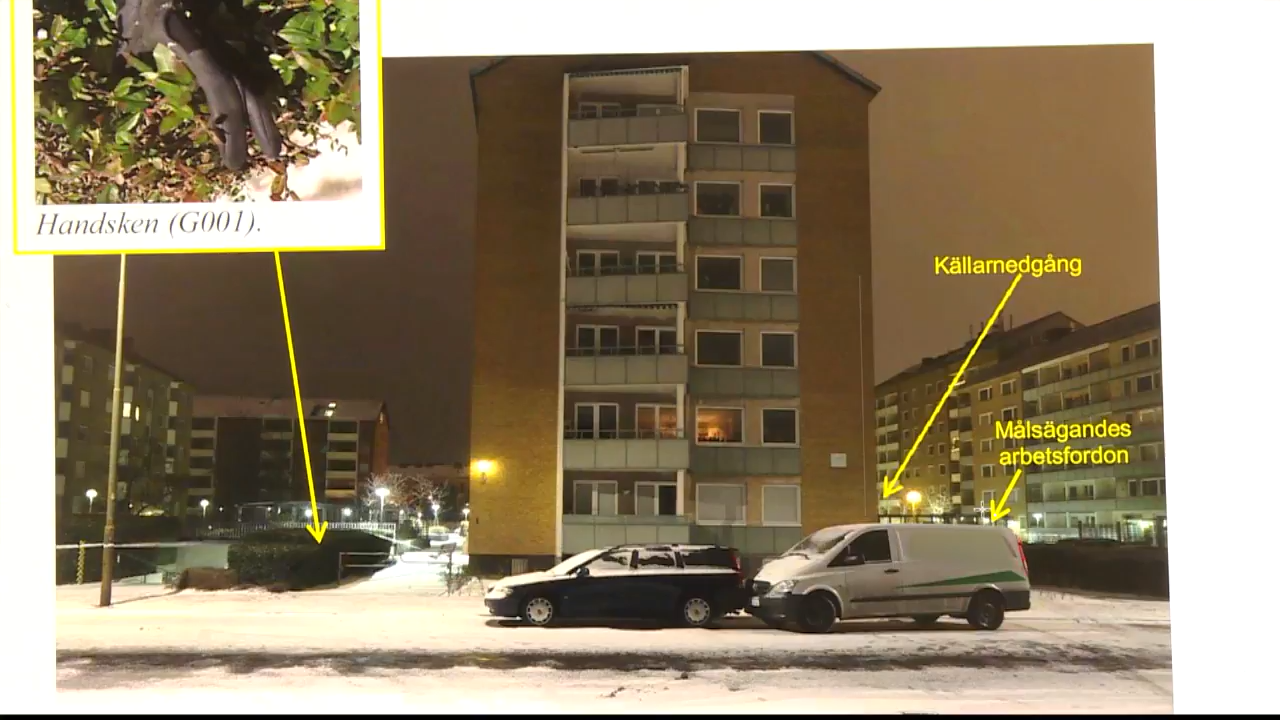 Handsken (G001).
Källarnedgång
Målsägandes
arbetsfordon